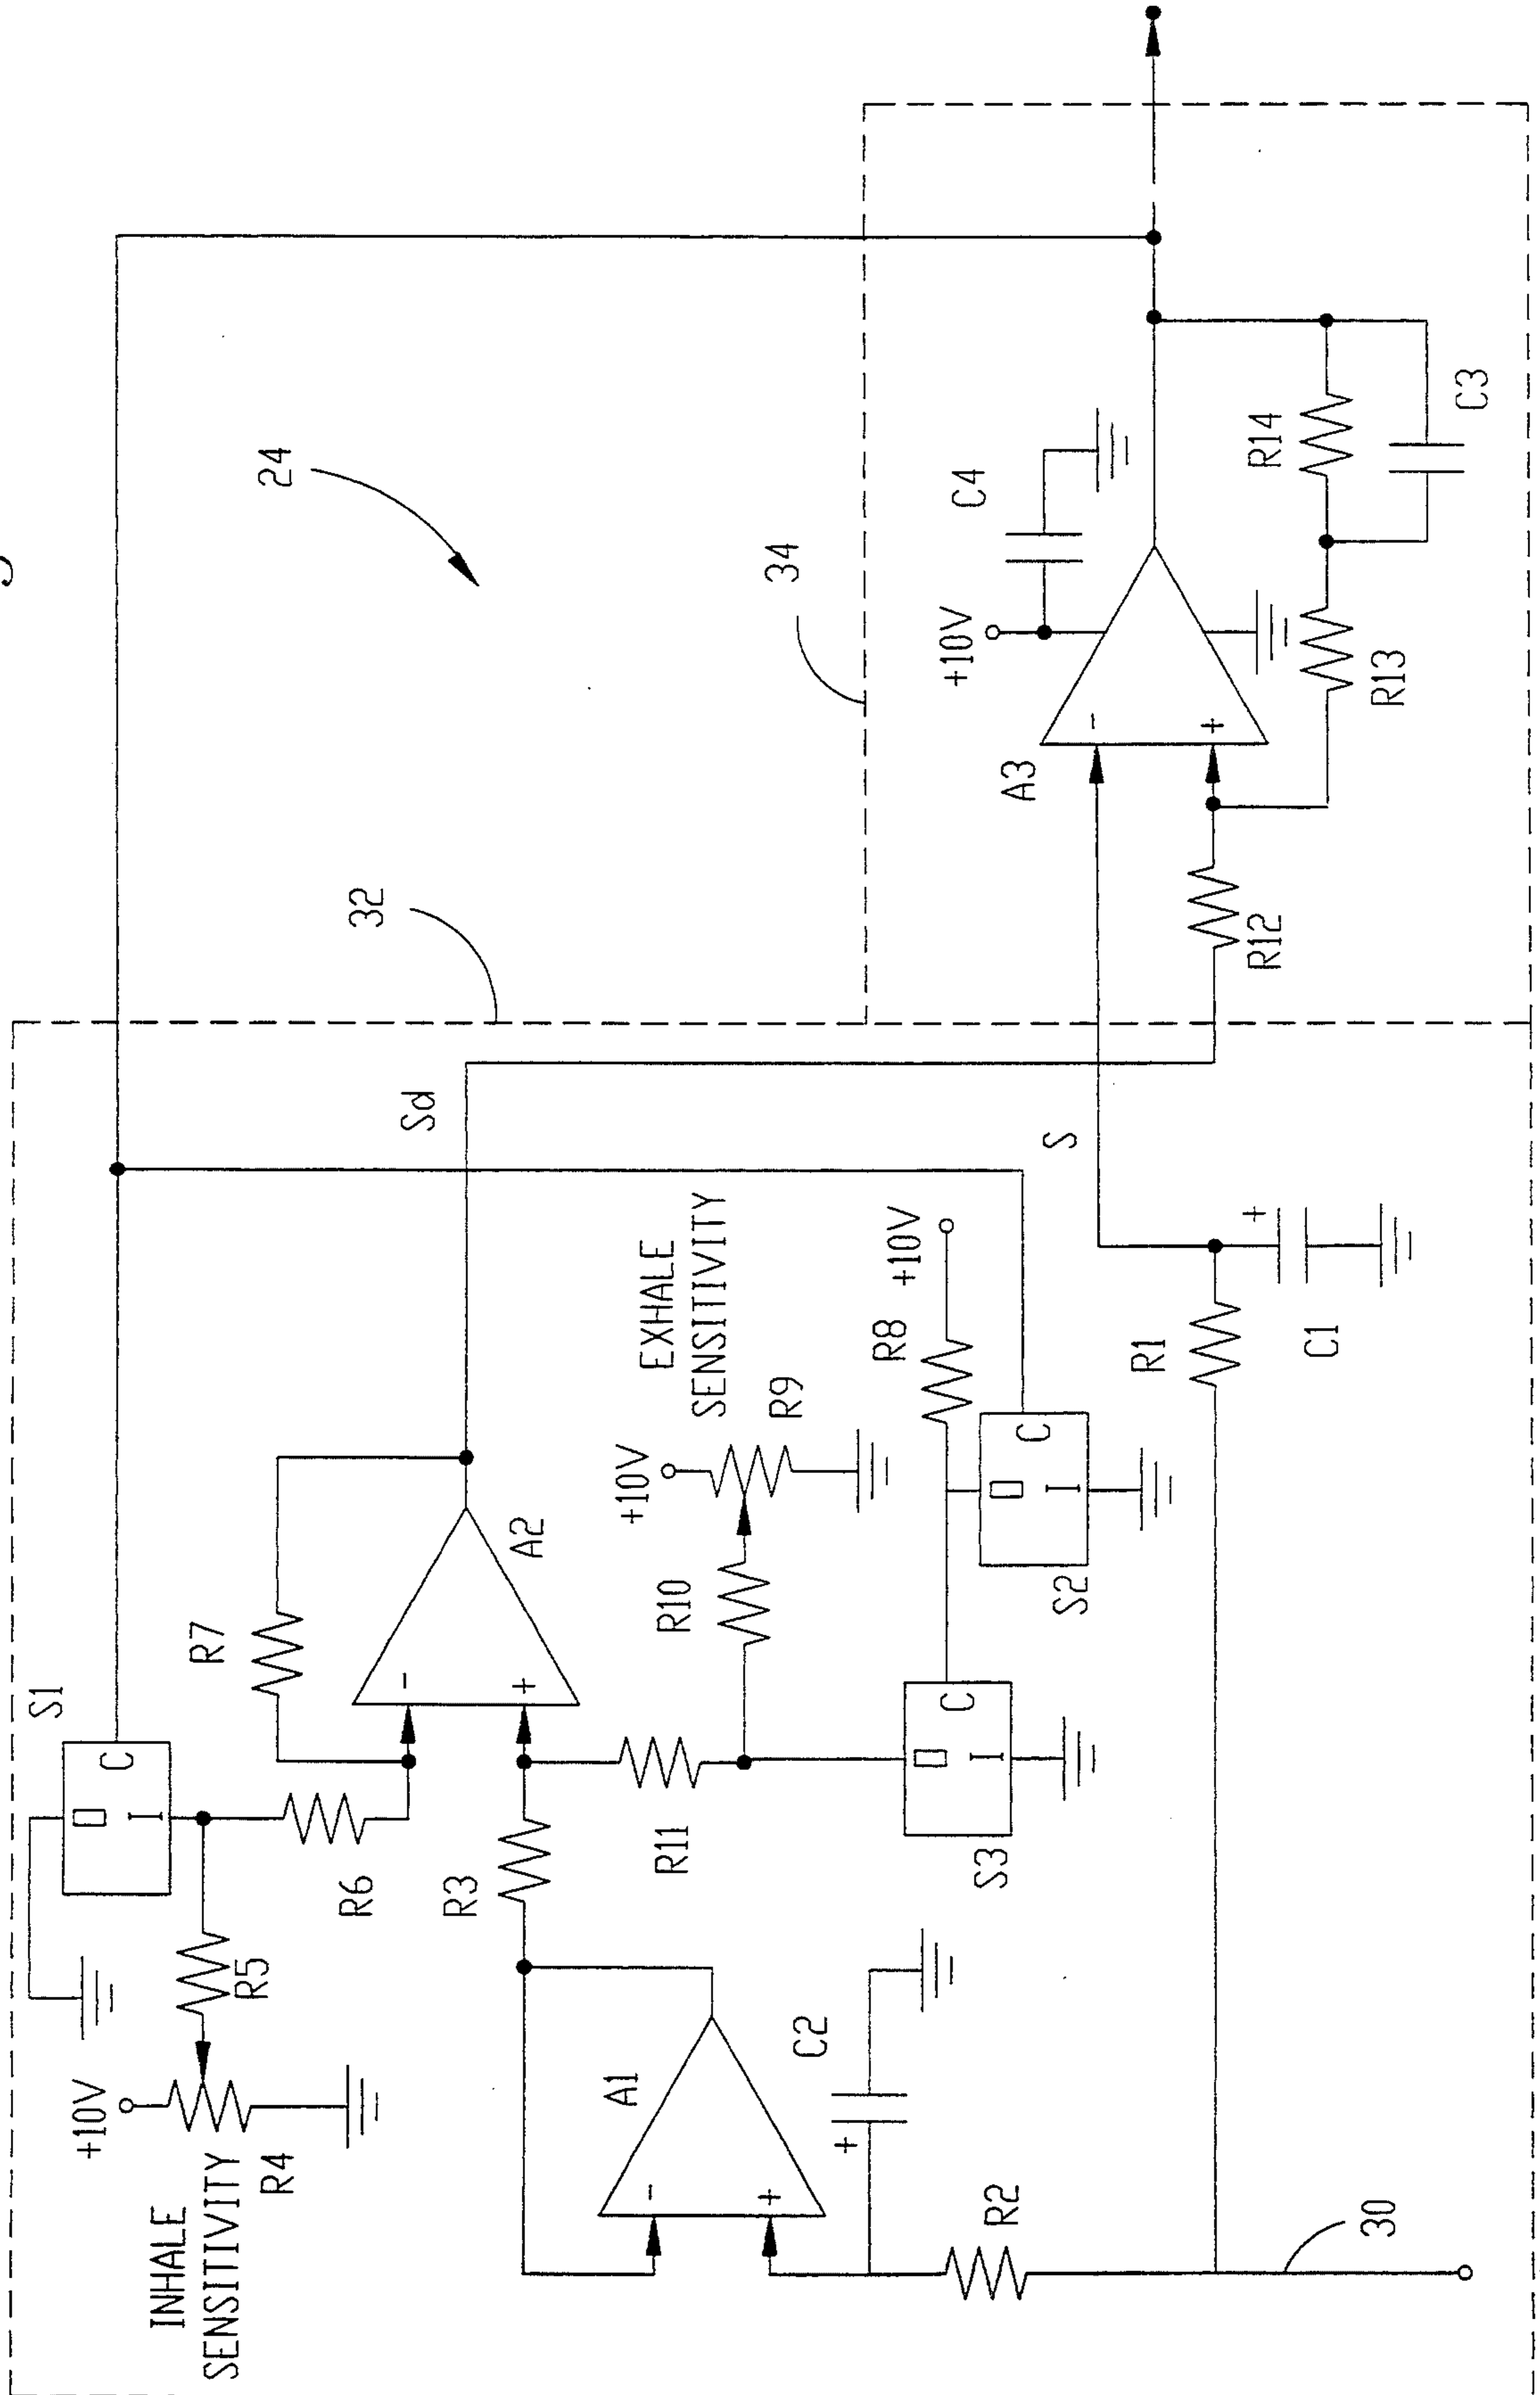 24
32
34
30
S1
C
O
I
+10V
INHALE
SENSITIVITY
R4
R5
R6
R7
-
+
A2
Sd
R3
A1
-
+
C2
+
R2
R11
R10
EXHALE
SENSITIVITY
+10V
R9
S3
C
O
I
S2
C
O
I
R8
+10V
R1
S
+
C1
A3
-
+
+10V
C4
R12
R13
R14
C3